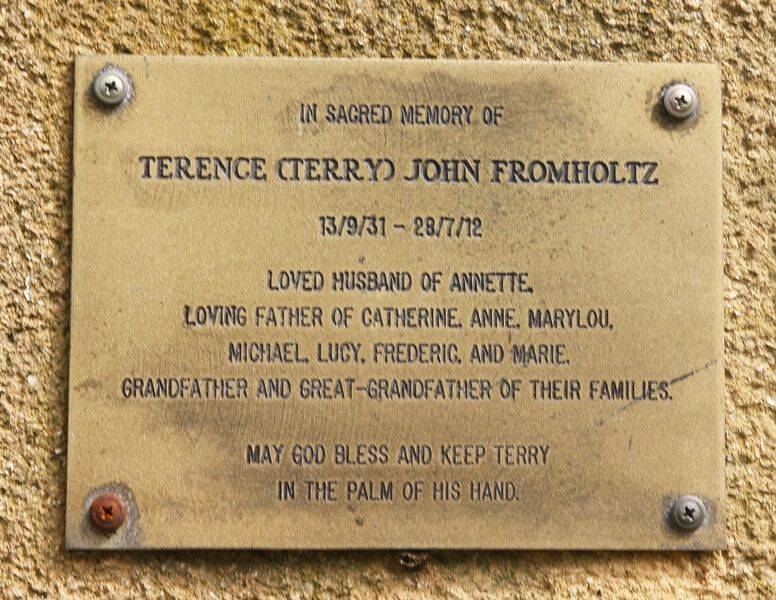 IN SACRED MEMORY OF
TERENCE (TERRY) JOHN FROMHOLTZ
13/9/31 - 28/7/12
LOVED HUSBAND OF ANNETTE,
LOVING FATHER OF CATHERINE, ANNE, MARYLOU,
MICHAEL, LUCY, FREDERIC, AND MARIE.
GRANDFATHER AND GREAT-GRANDFATHER OF THEIR FAMILIES.
MAY GOD BLESS AND KEEP TERRY
IN THE PALM OF HIS HAND.